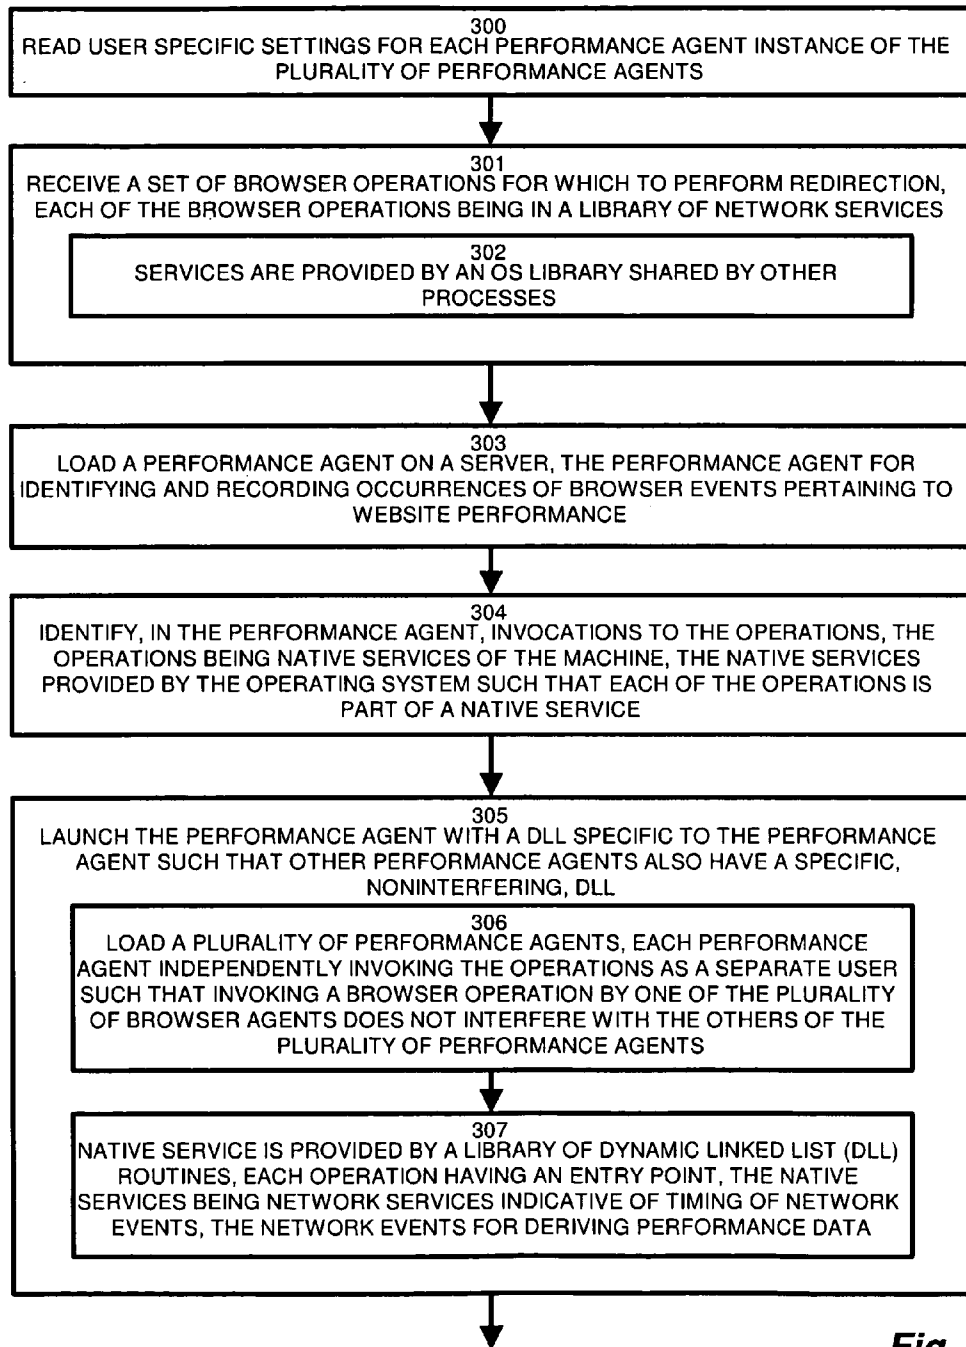 300
READ USER SPECIFIC SETTINGS FOR EACH PERFORMANCE AGENT INSTANCE OF THE
PLURALITY OF PERFORMANCE AGENTS
301
RECEIVE A SET OF BROWSER OPERATIONS FOR WHICH TO PERFORM REDIRECTION,
EACH OF THE BROWSER OPERATIONS BEING IN A LIBRARY OF NETWORK SERVICES
302
SERVICES ARE PROVIDED BY AN OS LIBRARY SHARED BY OTHER
PROCESSES
303
LOAD A PERFORMANCE AGENT ON A SERVER, THE PERFORMANCE AGENT FOR
IDENTIFYING AND RECORDING OCCURRENCES OF BROWSER EVENTS PERTAINING TO
WEBSITE PERFORMANCE
304
IDENTIFY, IN THE PERFORMANCE AGENT, INVOCATIONS TO THE OPERATIONS, THE
OPERATIONS BEING NATIVE SERVICES OF THE MACHINE, THE NATIVE SERVICES
PROVIDED BY THE OPERATING SYSTEM SUCH THAT EACH OF THE OPERATIONS IS
PART OF A NATIVE SERVICE
305
LAUNCH THE PERFORMANCE AGENT WITH A DLL SPECIFIC TO THE PERFORMANCE
AGENT SUCH THAT OTHER PERFORMANCE AGENTS ALSO HAVE A SPECIFIC,
NONINTERFERING, DLL
306
LOAD A PLURALITY OF PERFORMANCE AGENTS, EACH PERFORMANCE
AGENT INDEPENDENTLY INVOKING THE OPERATIONS AS A SEPARATE USER
SUCH THAT INVOKING A BROWSER OPERATION BY ONE OF THE PLURALITY
OF BROWSER AGENTS DOES NOT INTERFERE WITH THE OTHERS OF THE
PLURALITY OF PERFORMANCE AGENTS
307
NATIVE SERVICE IS PROVIDED BY A LIBRARY OF DYNAMIC LINKED LIST (DLL)
ROUTINES, EACH OPERATION HAVING AN ENTRY POINT, THE NATIVE
SERVICES BEING NETWORK SERVICES INDICATIVE OF TIMING OF NETWORK
EVENTS, THE NETWORK EVENTS FOR DERIVING PERFORMANCE DATA